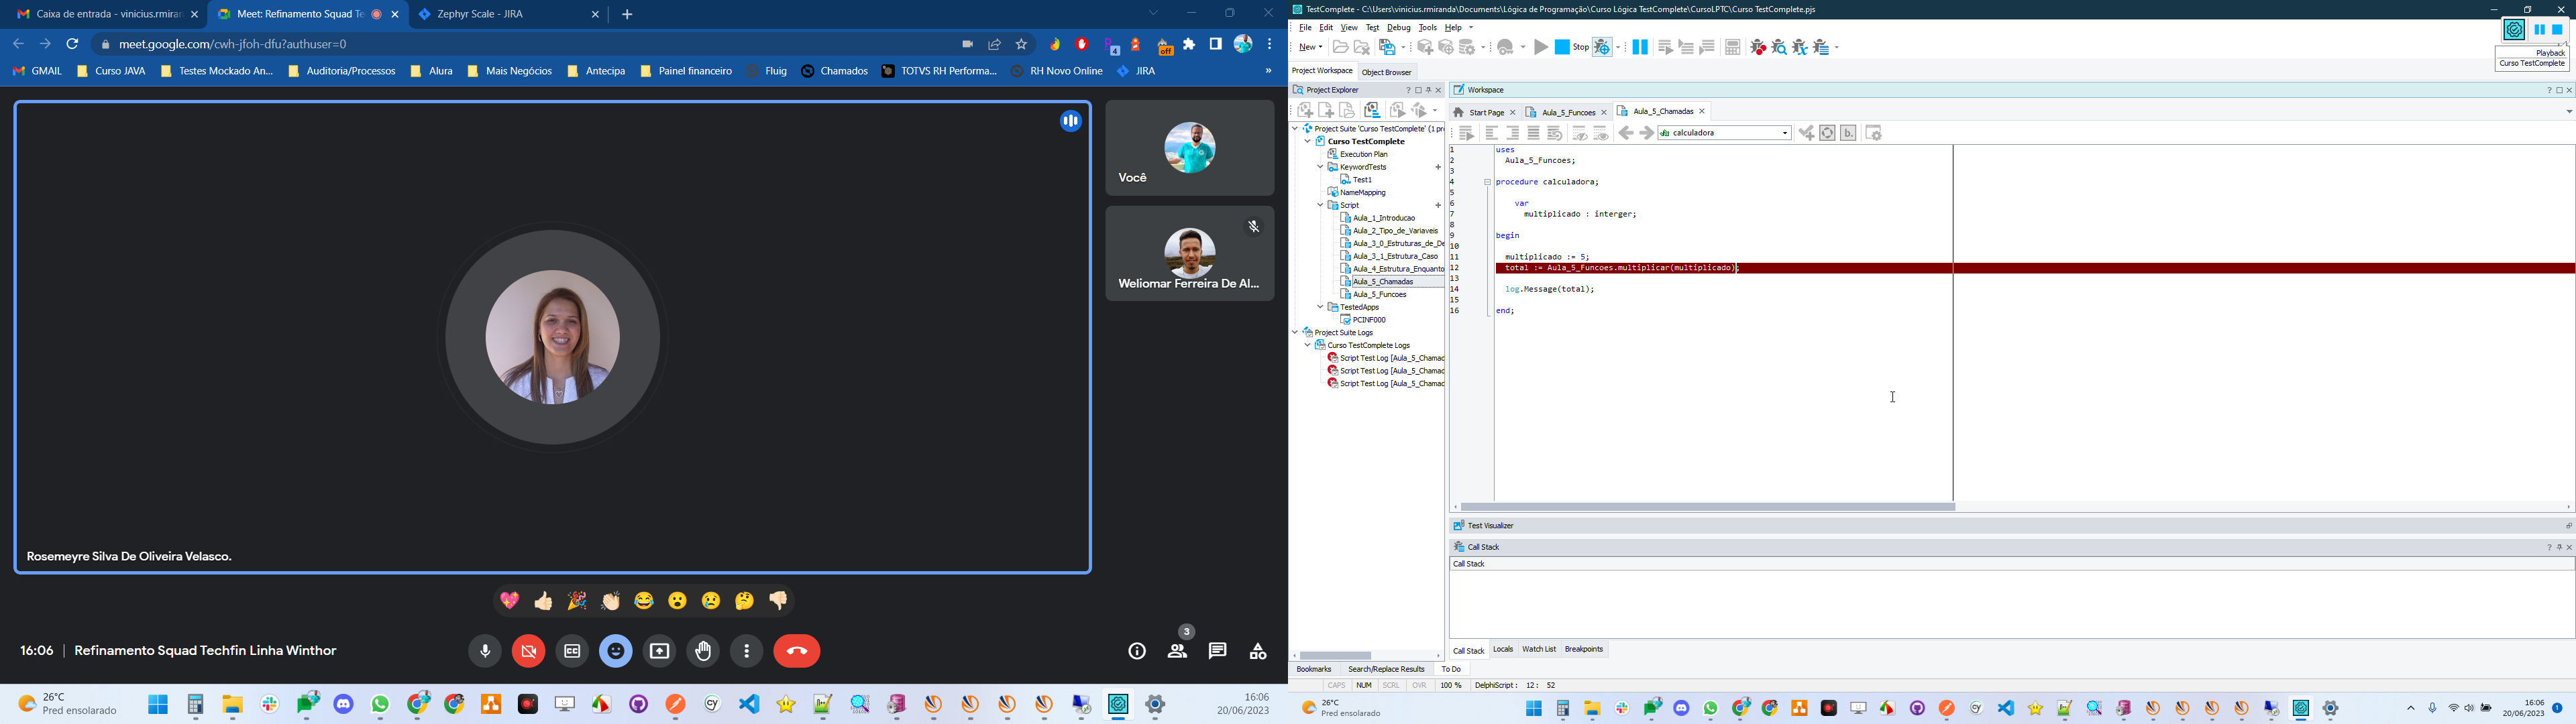 Caixa de entrada - vinicius.rmiran
Meet: Refinamento Squad Te
Zephyr Scale - JIRA
meet.google.com/cwh-jfoh-dfu?authuser=0
4
off
GMAIL
Curso JAVA
Testes Mockado An...
Auditoria/Processos
Alura
Mais Negócios
Antecipa
Painel financeiro
Fluig
Chamados
TOTVS RH Performa...
RH Novo Online
JIRA
»
Você
Weliomar Ferreira De Al...
Rosemeyre Silva De Oliveira Velasco.
3
16:06 | Refinamento Squad Techfin Linha Winthor
26°C
Pred ensolarado
16:06
20/06/2023
TestComplete - C:\Users\vinicius.rmiranda\Documents\Lógica de Programação\Curso Lógica TestComplete\CursoLPTC\Curso TestComplete.pjs
File Edit View Test Debug Tools Help
New
Stop
Playback
Curso TestComplete
Project Workspace
Object Browser
Project Explorer
Project Suite 'Curso TestComplete' (1 pr
Curso TestComplete
Execution Plan
KeywordTests
Test1
NameMapping
Script
Aula_1_Introducao
Aula_2_Tipo_de_Variaveis
Aula_3_0_Estruturas_de_De
Aula_3_1_Estrutura_Caso
Aula_4_Estrutura_Enquanto
Aula_5_Chamadas
Aula_5_Funcoes
TestedApps
PCINF000
Project Suite Logs
Curso TestComplete Logs
Script Test Log [Aula_5_Chamad
Script Test Log [Aula_5_Chamad
Script Test Log [Aula_5_Chamad
Workspace
Start Page
Aula_5_Funcoes
Aula_5_Chamadas
calculadora
1 uses
2 Aula_5_Funcoes;
3
4 procedure calculadora;
5
6 var
7 multiplicado : interger;
8
9 begin
10
11 multiplicado := 5;
12 total := Aula_5_Funcoes.multiplicar(multiplicado);
13
14 log.Message(total);
15
16 end;
Test Visualizer
Call Stack
Call Stack
Call Stack
Locals
Watch List
Breakpoints
Bookmarks
Search/Replace Results
To Do
CAPS NUM SCRL OVR 100 % DelphiScript : 12: 52
26°C
Pred ensolarado
16:06
20/06/2023
1